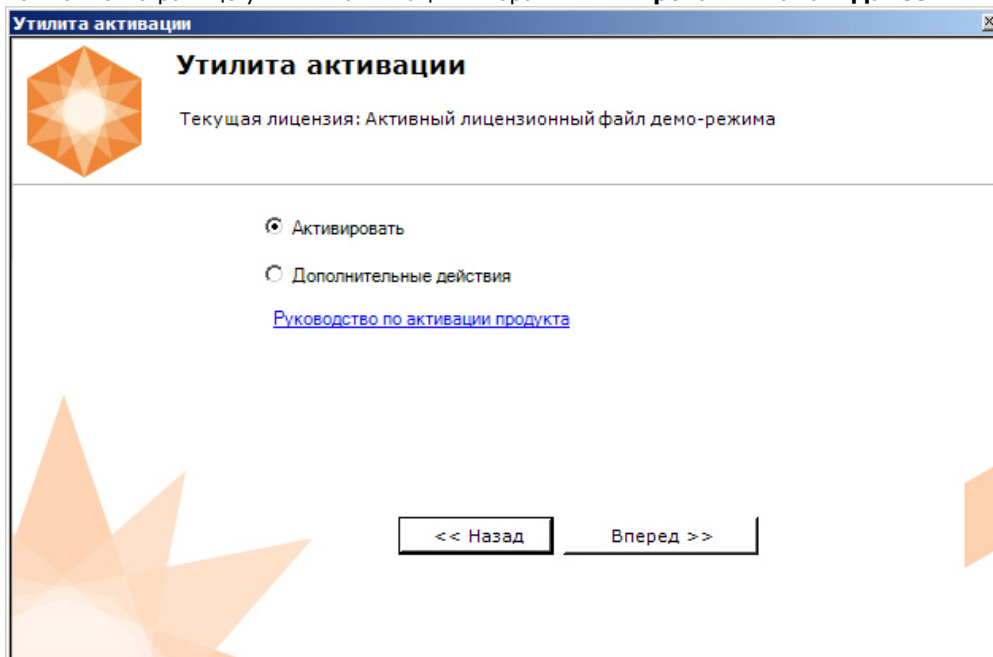 Утилита активации
Утилита активации
Текущая лицензия: Активный лицензионный файл демо-режима
Активировать
Дополнительные действия
Руководство по активации продукта
<< Назад
Вперед >>